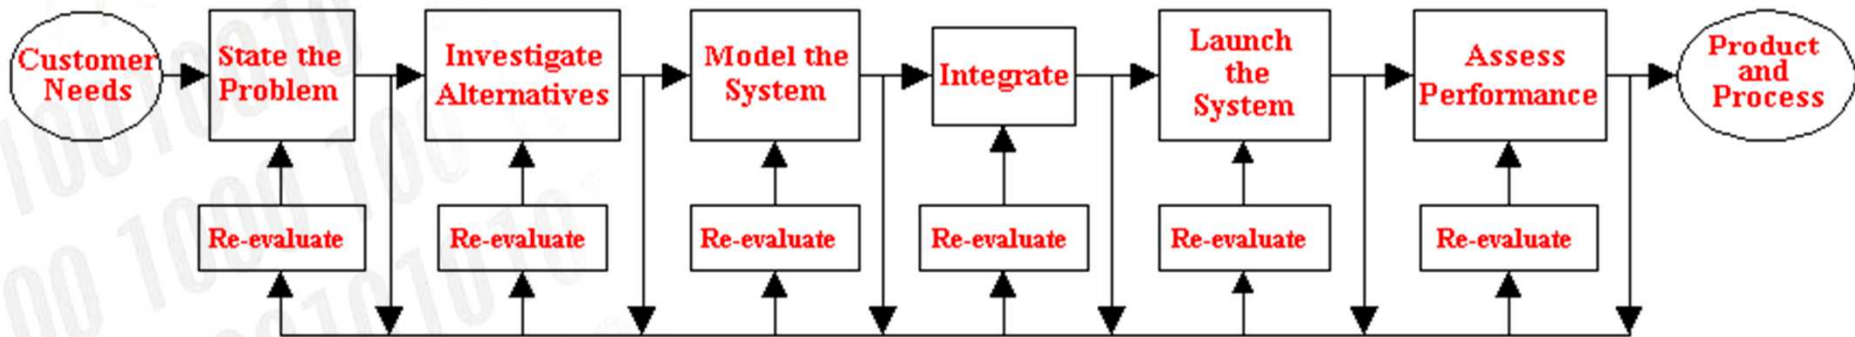 Customer
Needs
State the
Problem
Investigate
Alternatives
Model the
System
Integrate
Launch
the
System
Assess
Performance
Product
and
Process
Re-evaluate
Re-evaluate
Re-evaluate
Re-evaluate
Re-evaluate
Re-evaluate